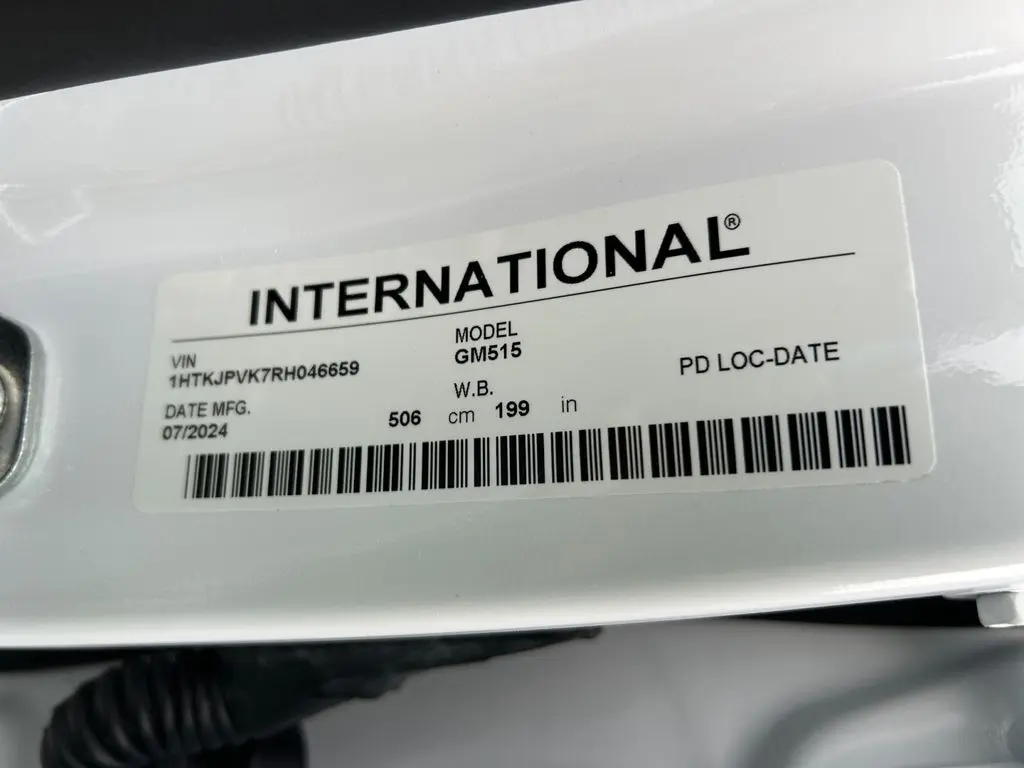 INTERNATIONAL®
VIN
1HTKJPVK7RH046659
MODEL
GM515
PD LOC-DATE
DATE MFG.
07/2024
W.B.
506 cm 199 in